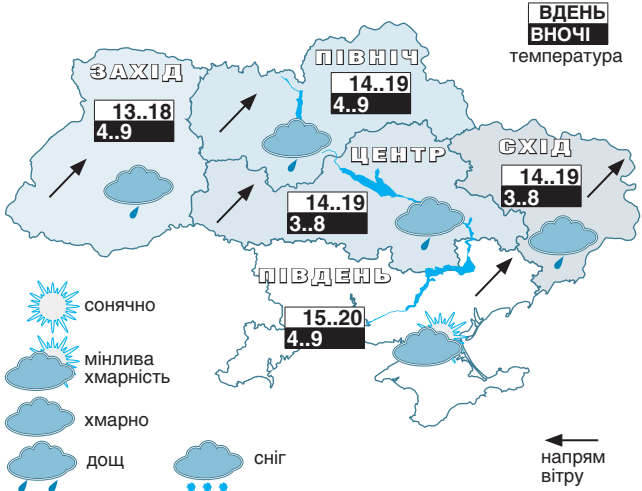 ВДЕНЬ
ВНОЧІ
температура
ЗАХІД
13..18
4..9
ПІВНІЧ
14..19
4..9
ЦЕНТР
14..19
3..8
СХІД
14..19
3..8
ПІВДЕНЬ
15..20
4..9
сонячно
мінлива
хмарність
хмарно
дощ
сніг
напрям
вітру